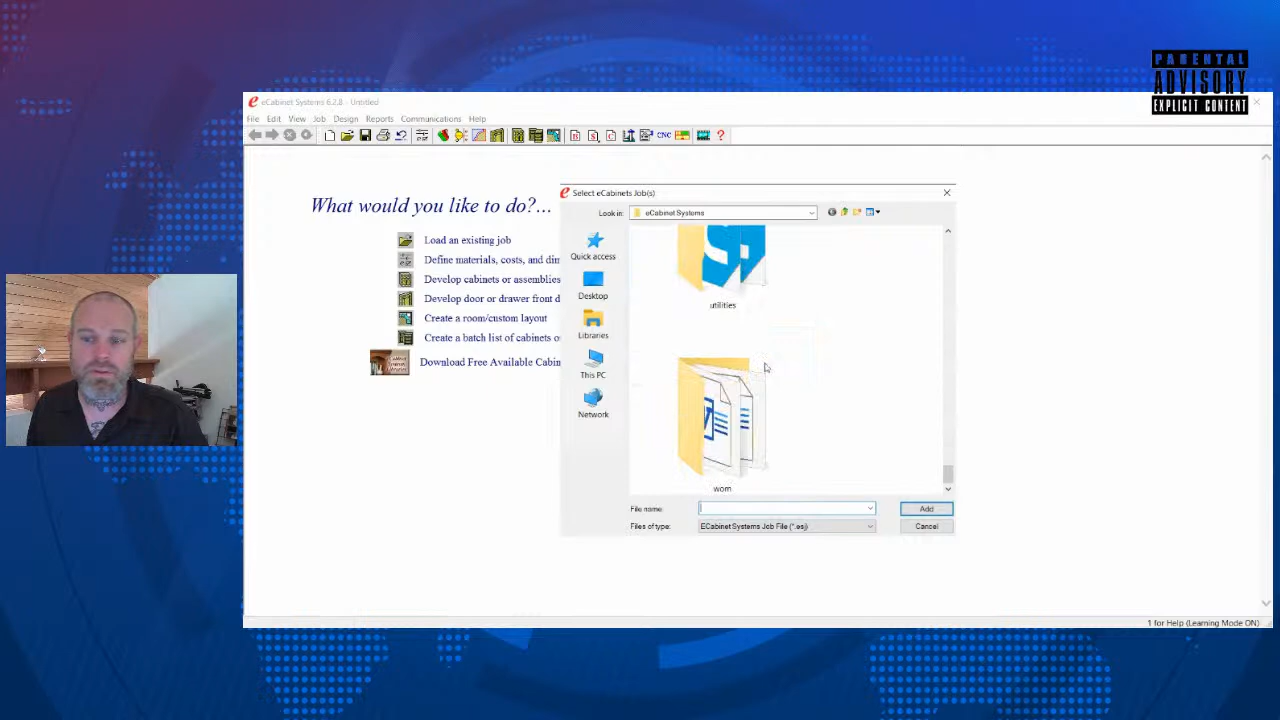 PARENTAL
ADVISORY
EXPLICIT CONTENT
eCabinet Systems 6.2.8 - Untitled
File Edit View Job Design Reports Communications Help
CNC
What would you like to do?...
Load an existing job
Define materials, costs, and dim
Develop cabinets or assemblies
Develop door or drawer front d
Create a room/custom layout
Create a batch list of cabinets o
Download Free Available Cabin
Select eCabinets Job(s)
Look in: eCabinet Systems
Quick access
Desktop
Libraries
This PC
Network
utilities
worn
File name: Add
Files of type: ECabinet Systems Job File (*.esj) Cancel
1 for Help (Learning Mode ON)